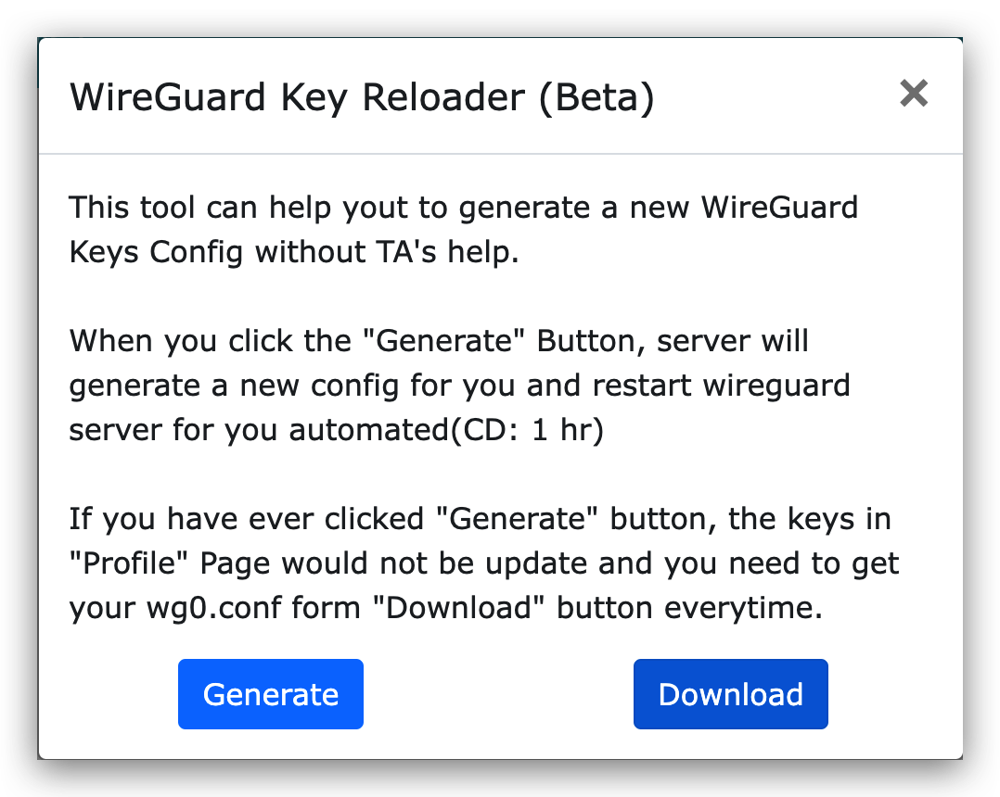 WireGuard Key Reloader (Beta)
This tool can help yout to generate a new WireGuard
Keys Config without TA's help.
When you click the "Generate" Button, server will
generate a new config for you and restart wireguard
server for you automated(CD: 1 hr)
If you have ever clicked "Generate" button, the keys in
"Profile" Page would not be update and you need to get
your wg0.conf form "Download" button everytime.
Generate
Download